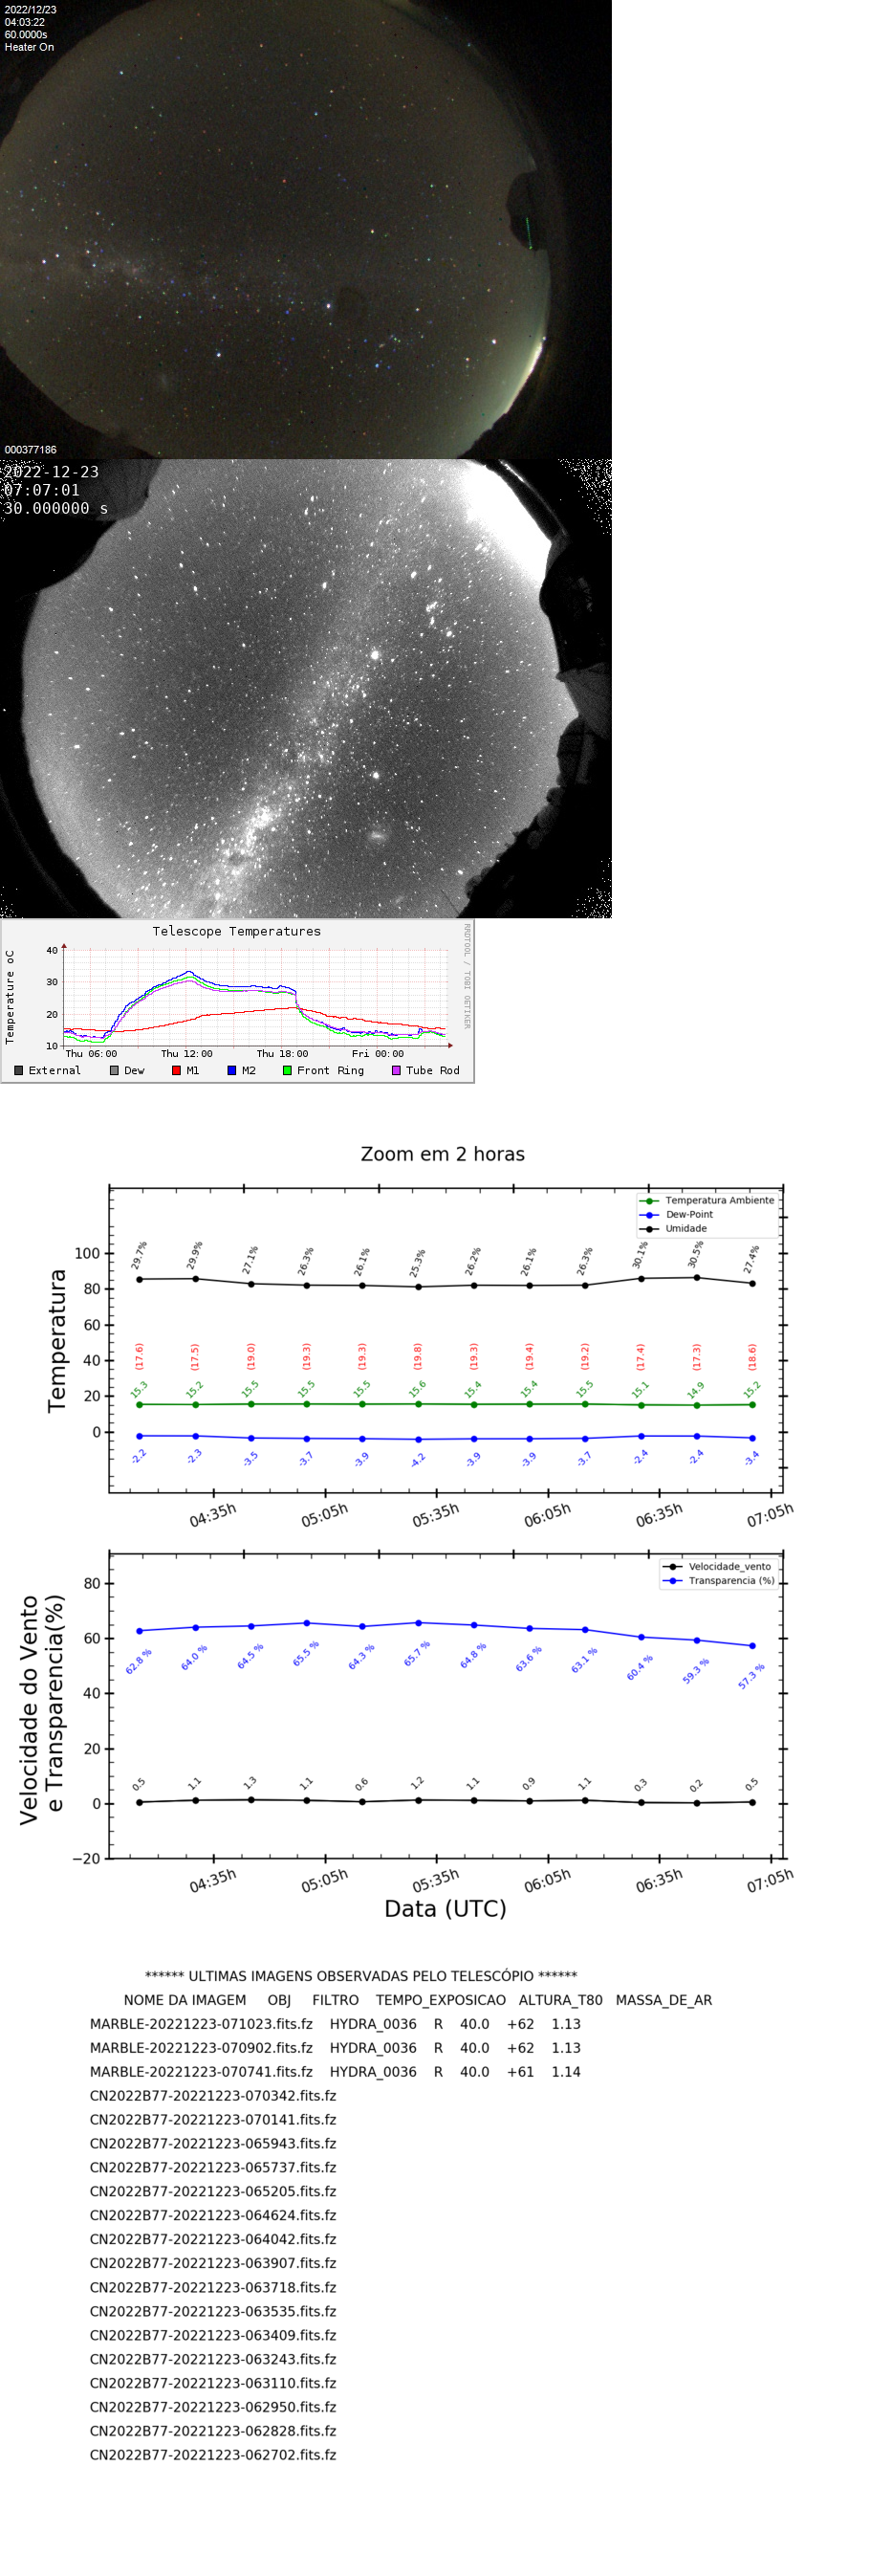 2022/12/23
04:03:22
60.0000s
Heater On
000377186
2022-12-23
07:07:01
30.000000 s
Telescope Temperatures
RRDTOOL / TOBI OETIKER
Temperature oC
40
30
20
10
Thu 06:00 Thu 12:00 Thu 18:00 Fri 00:00
External Dew M1 M2 Front Ring Tube Rod
Zoom em 2 horas
Temperatura Ambiente
Dew-Point
Umidade
Temperatura
100
80
60
40
20
0
29.7% 29.9% 27.1% 26.3% 26.1% 25.3% 26.2% 26.1% 26.3% 30.1% 30.5% 27.4%
(17.6) (17.5) (19.0) (19.3) (19.3) (19.8) (19.3) (19.4) (19.2) (17.4) (17.3) (18.6)
15.3 15.2 15.5 15.5 15.5 15.6 15.4 15.4 15.5 15.1 14.9 15.2
-2.2 -2.3 -3.5 -3.7 -3.9 -4.2 -3.9 -3.9 -3.7 -2.4 -2.4 -3.4
04:35h 05:05h 05:35h 06:05h 06:35h 07:05h
Velocidade_vento
Transparencia (%)
Velocidade do Vento
e Transparencia(%)
80
60
40
20
0
−20
62.8 % 64.0 % 64.5 % 65.5 % 64.3 % 65.7 % 64.8 % 63.6 % 63.1 % 60.4 % 59.3 % 57.3 %
0.5 1.1 1.3 1.1 0.6 1.2 1.1 0.9 1.1 0.3 0.2 0.5
04:35h 05:05h 05:35h 06:05h 06:35h 07:05h
Data (UTC)
****** ULTIMAS IMAGENS OBSERVADAS PELO TELESCÓPIO ******
NOME DA IMAGEM OBJ FILTRO TEMPO_EXPOSICAO ALTURA_T80 MASSA_DE_AR
MARBLE-20221223-071023.fits.fz HYDRA_0036 R 40.0 +62 1.13
MARBLE-20221223-070902.fits.fz HYDRA_0036 R 40.0 +62 1.13
MARBLE-20221223-070741.fits.fz HYDRA_0036 R 40.0 +61 1.14
CN2022B77-20221223-070342.fits.fz
CN2022B77-20221223-070141.fits.fz
CN2022B77-20221223-065943.fits.fz
CN2022B77-20221223-065737.fits.fz
CN2022B77-20221223-065205.fits.fz
CN2022B77-20221223-064624.fits.fz
CN2022B77-20221223-064042.fits.fz
CN2022B77-20221223-063907.fits.fz
CN2022B77-20221223-063718.fits.fz
CN2022B77-20221223-063535.fits.fz
CN2022B77-20221223-063409.fits.fz
CN2022B77-20221223-063243.fits.fz
CN2022B77-20221223-063110.fits.fz
CN2022B77-20221223-062950.fits.fz
CN2022B77-20221223-062828.fits.fz
CN2022B77-20221223-062702.fits.fz